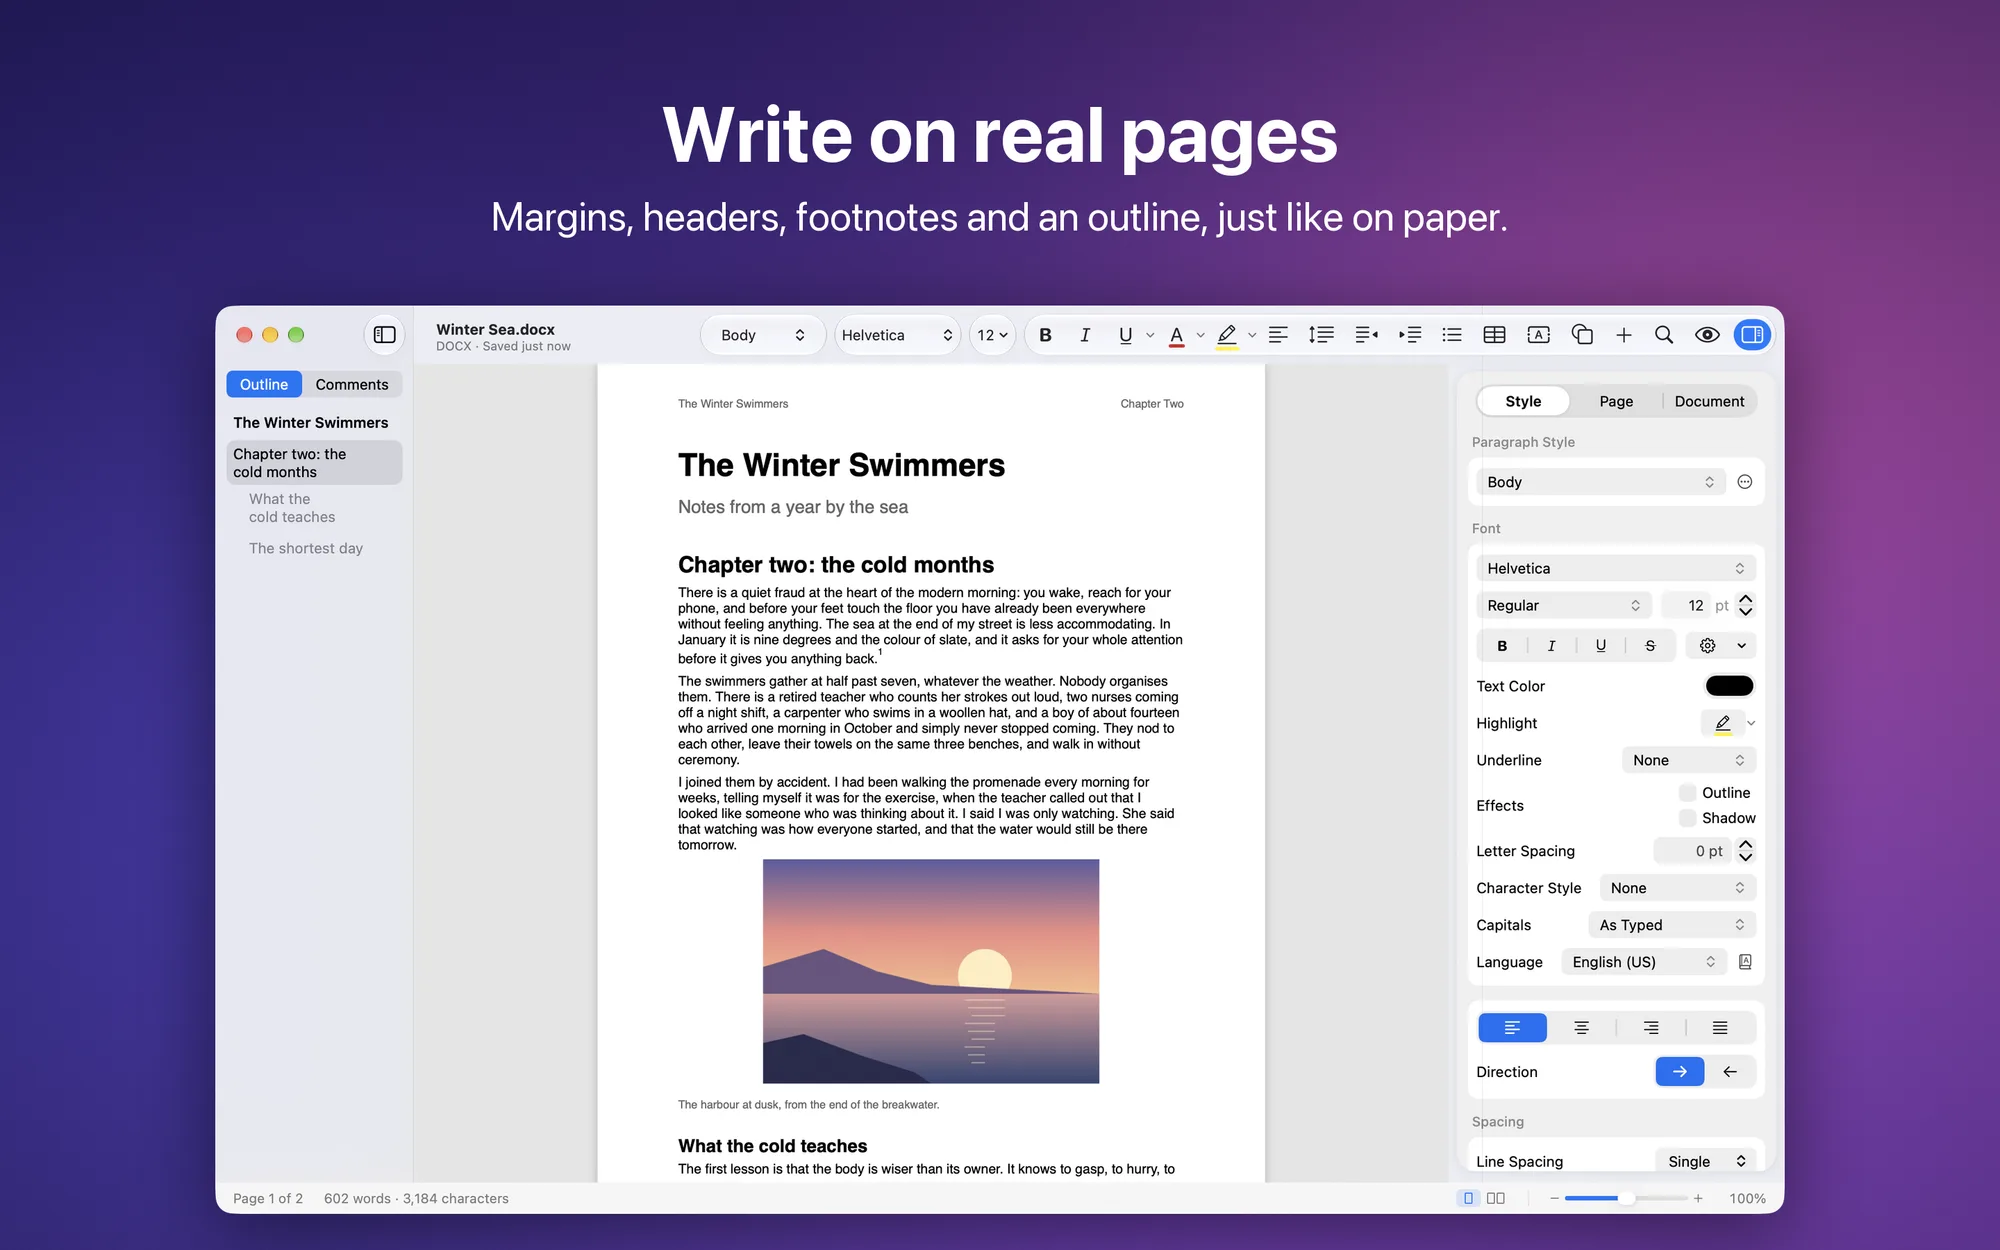 Write on real pages
Margins, headers, footnotes and an outline, just like on paper.
Winter Sea.docx
DOCX · Saved just now
Body
Helvetica
12
B
I
U
A
A
Outline
Comments
The Winter Swimmers
Chapter two: the
cold months
What the
cold teaches
The shortest day
The Winter Swimmers
Chapter Two
The Winter Swimmers
Notes from a year by the sea
Chapter two: the cold months
There is a quiet fraud at the heart of the modern morning: you wake, reach for your
phone, and before your feet touch the floor you have already been everywhere
without feeling anything. The sea at the end of my street is less accommodating. In
January it is nine degrees and the colour of slate, and it asks for your whole attention
before it gives you anything back.1
The swimmers gather at half past seven, whatever the weather. Nobody organises
them. There is a retired teacher who counts her strokes out loud, two nurses coming
off a night shift, a carpenter who swims in a woollen hat, and a boy of about fourteen
who arrived one morning in October and simply never stopped coming. They nod to
each other, leave their towels on the same three benches, and walk in without
ceremony.
I joined them by accident. I had been walking the promenade every morning for
weeks, telling myself it was for the exercise, when the teacher called out that I
looked like someone who was thinking about it. I said I was only watching. She said
that watching was how everyone started, and that the water would still be there
tomorrow.
The harbour at dusk, from the end of the breakwater.
What the cold teaches
The first lesson is that the body is wiser than its owner. It knows to gasp, to hurry, to
Style
Page
Document
Paragraph Style
Body
Font
Helvetica
Regular
12 pt
B
I
U
S
Text Color
Highlight
Underline
None
Effects
Outline
Shadow
Letter Spacing
0 pt
Character Style
None
Capitals
As Typed
Language
English (US)
A
Direction
Spacing
Line Spacing
Single
Page 1 of 2
602 words · 3,184 characters
100%